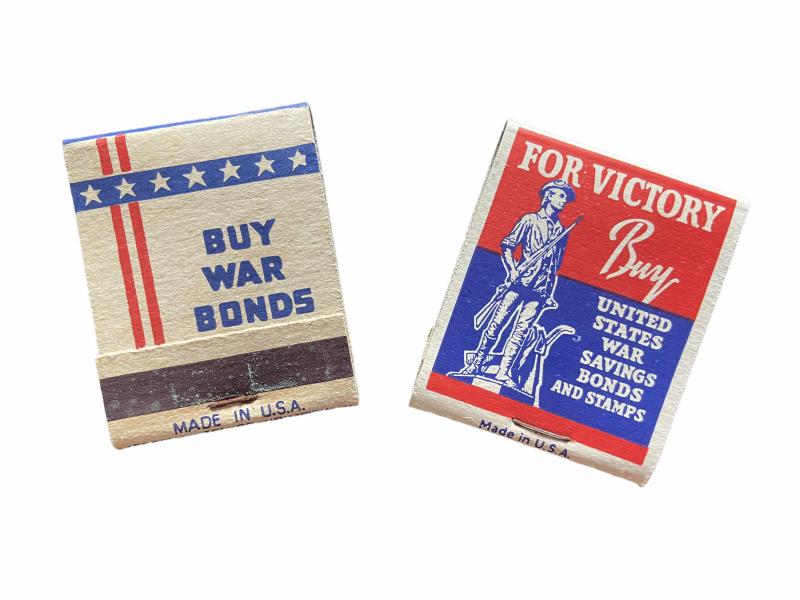 BUY
WAR
BONDS
MADE IN U.S.A.
FOR VICTORY
Buy
UNITED
STATES
WAR
SAVINGS
BONDS
AND STAMPS
Made in U.S.A.